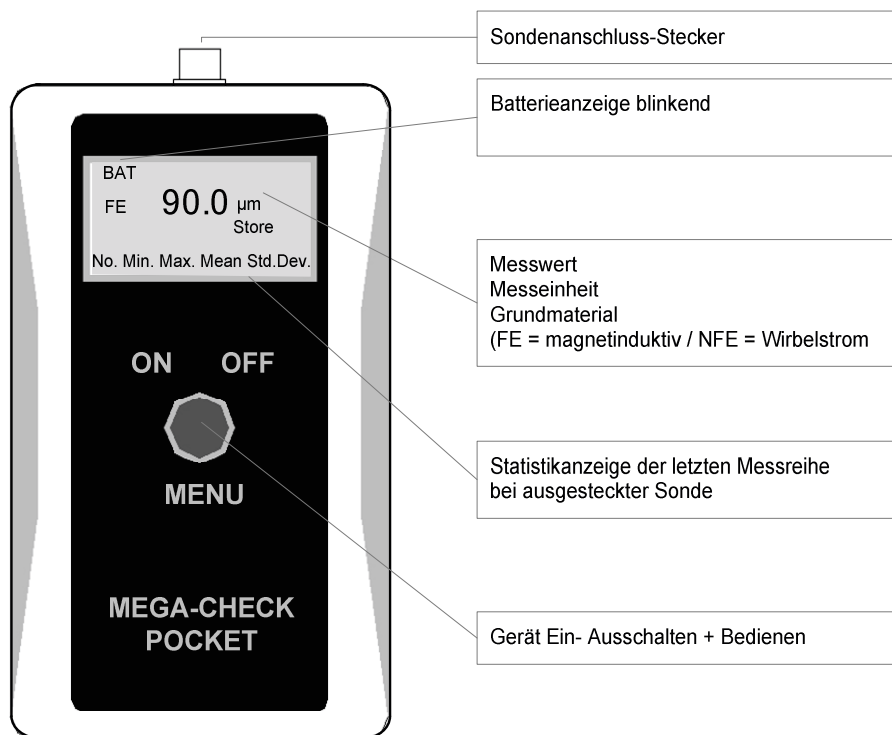 Sondenanschluss-Stecker
Batterieanzeige blinkend
BAT
FE 90.0 µm
Store
No. Min. Max. Mean Std.Dev.
Messwert
Messeinheit
Grundmaterial
(FE = magnetinduktiv / NFE = Wirbelstrom
ON OFF
MENU
Statistikanzeige der letzten Messreihe
bei ausgesteckter Sonde
MEGA-CHECK
POCKET
Gerät Ein- Ausschalten + Bedienen